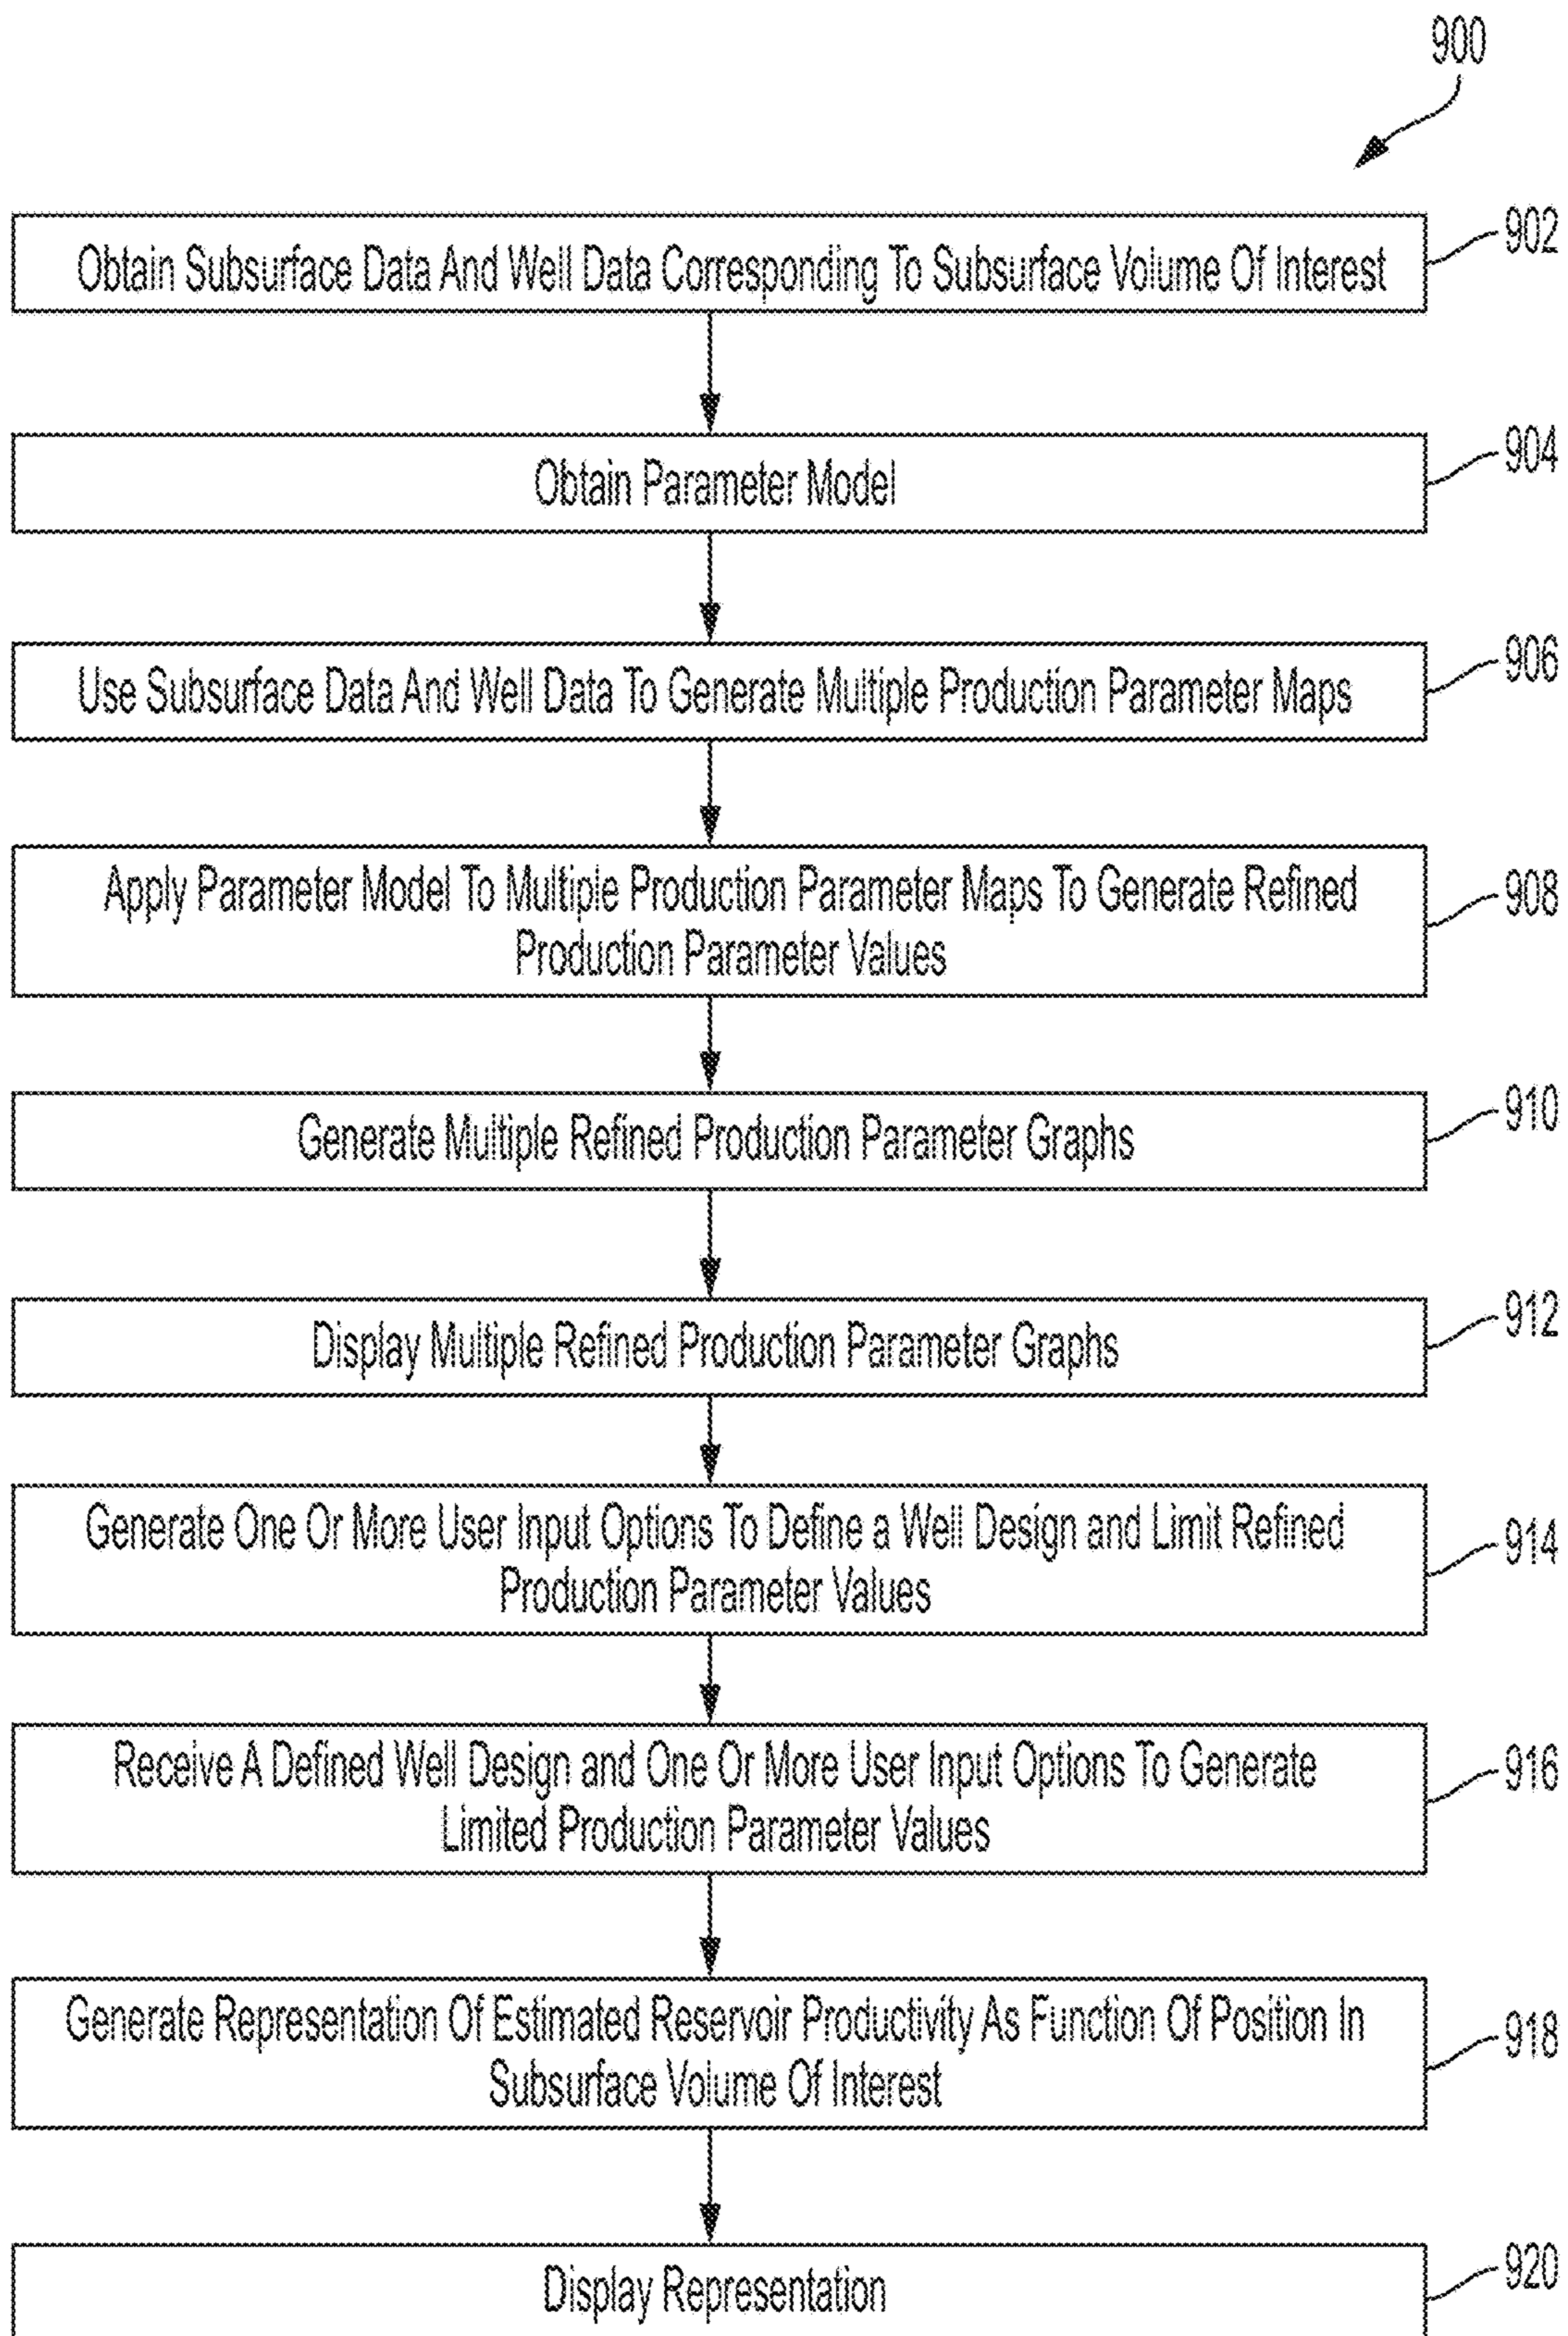 900
Obtain Subsurface Data And Well Data Corresponding To Subsurface Volume Of Interest
902
Obtain Parameter Model
904
Use Subsurface Data And Well Data To Generate Multiple Production Parameter Maps
906
Apply Parameter Model To Multiple Production Parameter Maps To Generate Refined
Production Parameter Values
908
Generate Multiple Refined Production Parameter Graphs
910
Display Multiple Refined Production Parameter Graphs
912
Generate One Or More User Input Options To Define a Well Design and Limit Refined
Production Parameter Values
914
Receive A Defined Well Design and One Or More User Input Options To Generate
Limited Production Parameter Values
916
Generate Representation Of Estimated Reservoir Productivity As Function Of Position In
Subsurface Volume Of Interest
918
Display Representation
920